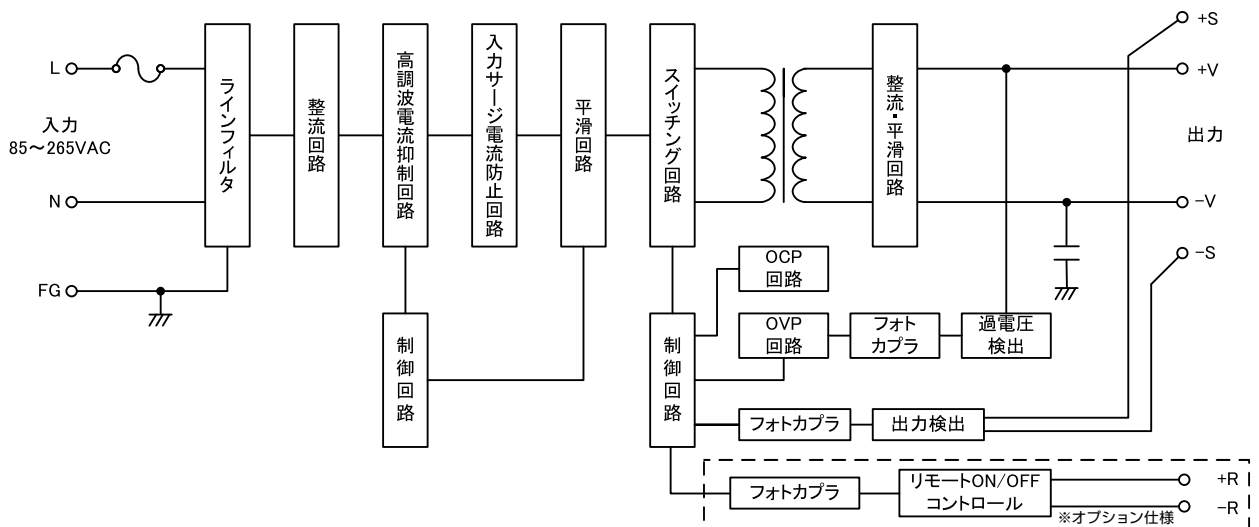 L
入力
85～265VAC
N
FG
ラインフィルタ
整流回路
高調波電流抑制回路
入力サージ電流防止回路
平滑回路
スイッチング回路
整流・平滑回路
+S
+V
出力
-V
-S
制御回路
制御回路
OCP
回路
OVP
回路
フォト
カプラ
過電圧
検出
フォトカプラ
出力検出
フォトカプラ
リモートON/OFF
コントロール
+R
-R
※オプション仕様